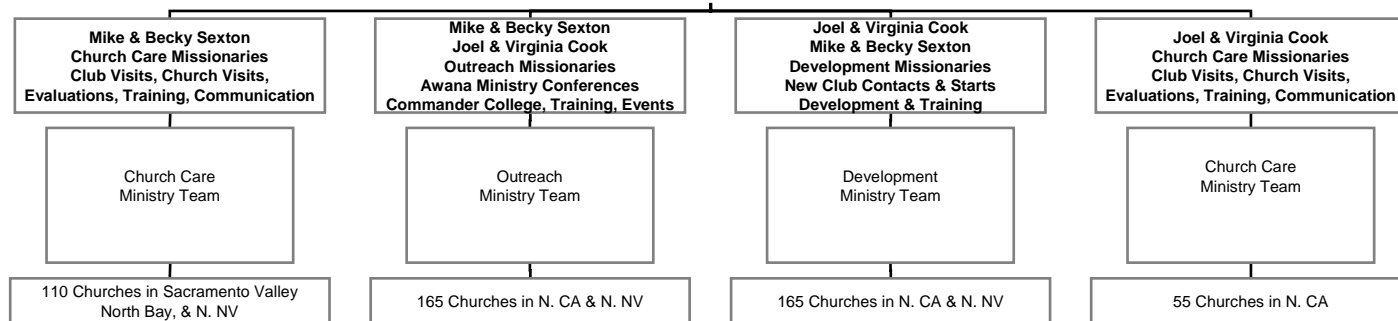 Mike & Becky Sexton
Church Care Missionaries
Club Visits, Church Visits,
Evaluations, Training, Communication
Mike & Becky Sexton
Joel & Virginia Cook
Outreach Missionaries
Awana Ministry Conferences
Commander College, Training, Events
Joel & Virginia Cook
Mike & Becky Sexton
Development Missionaries
New Club Contacts & Starts
Development & Training
Joel & Virginia Cook
Church Care Missionaries
Club Visits, Church Visits,
Evaluations, Training, Communication
Church Care
Ministry Team
Outreach
Ministry Team
Development
Ministry Team
Church Care
Ministry Team
110 Churches in Sacramento Valley
North Bay, & N. NV
165 Churches in N. CA & N. NV
165 Churches in N. CA & N. NV
55 Churches in N. CA